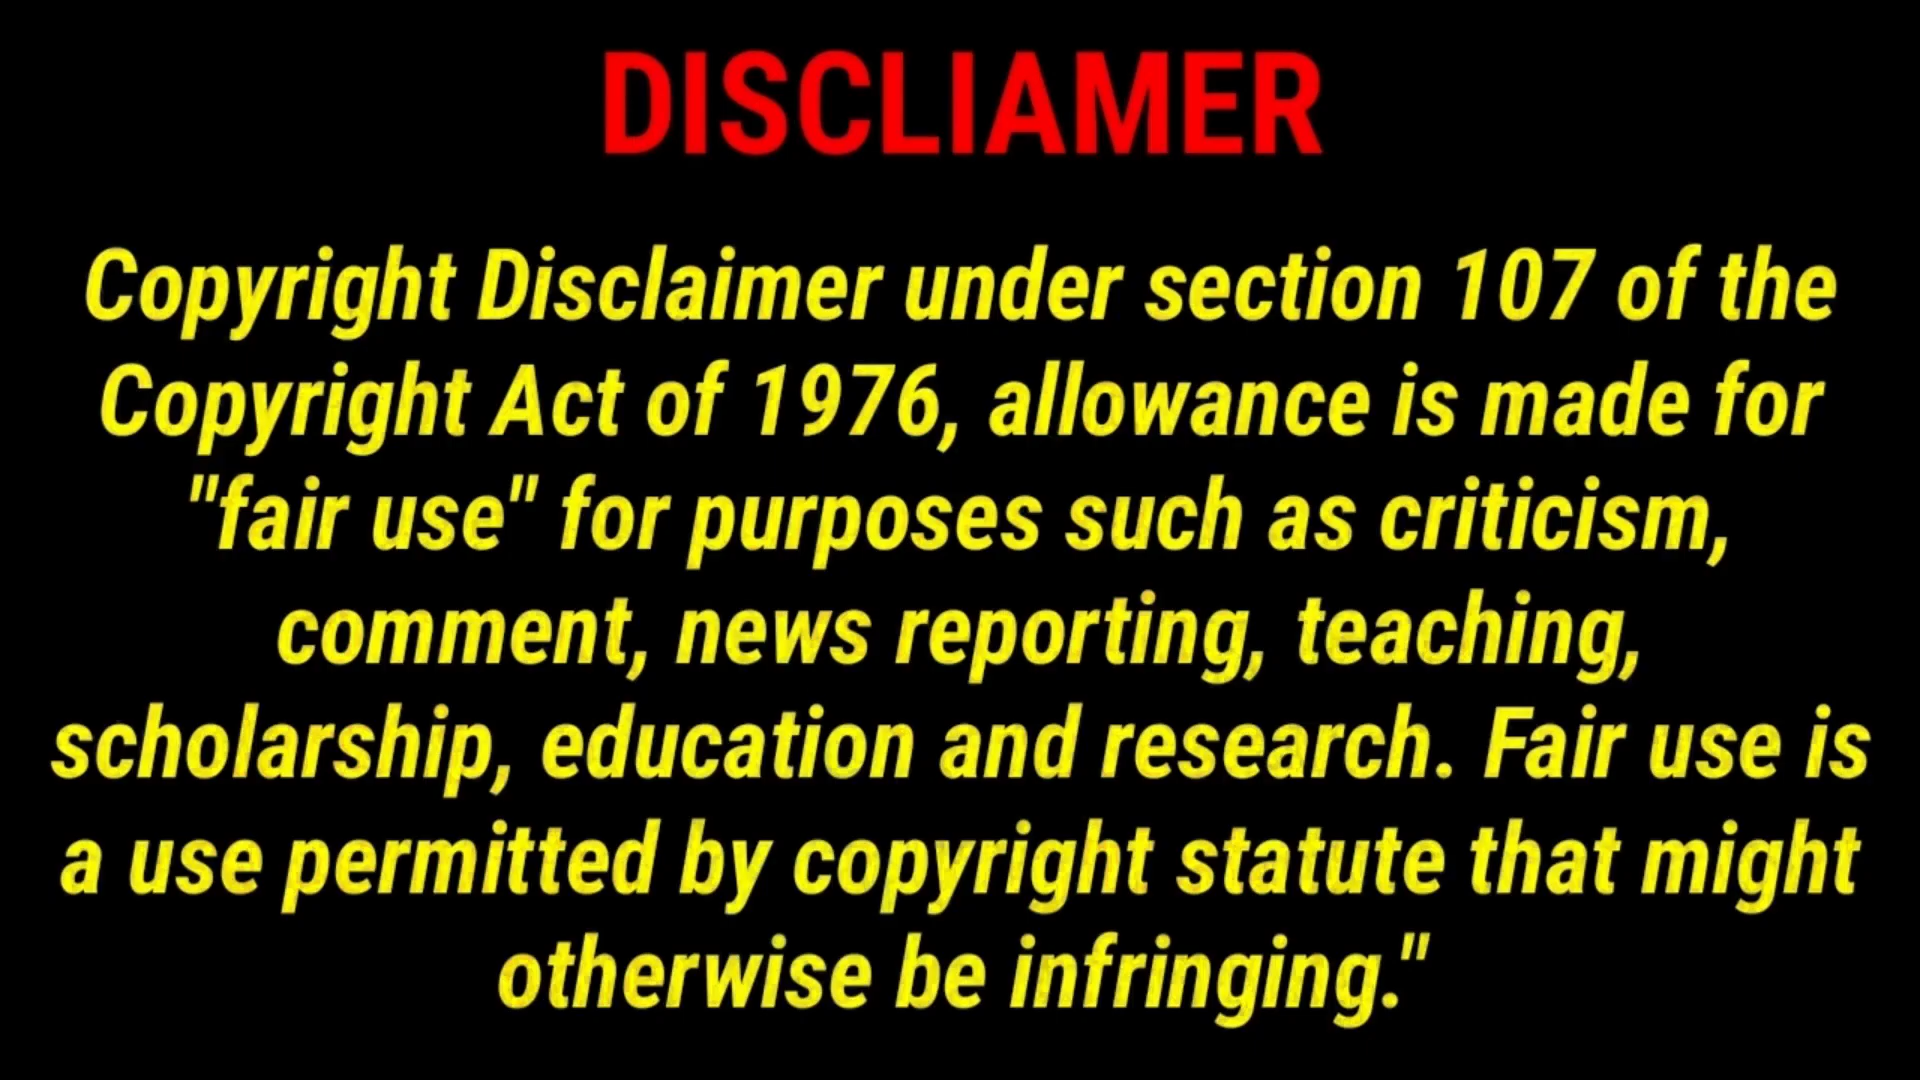 DISCLIAMER
Copyright Disclaimer under section 107 of the
Copyright Act of 1976, allowance is made for
"fair use" for purposes such as criticism,
comment, news reporting, teaching,
scholarship, education and research. Fair use is
a use permitted by copyright statute that might
otherwise be infringing."